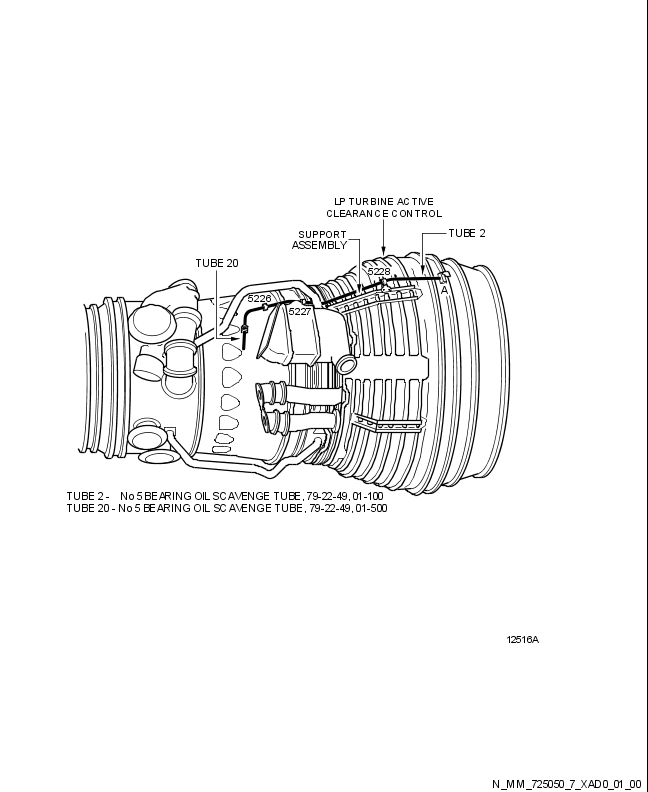 LP TURBINE ACTIVE
CLEARANCE CONTROL
SUPPORT
ASSEMBLY
TUBE 2
TUBE 20
5228
5226
5227
A
TUBE 2 - No 5 BEARING OIL SCAVENGE TUBE, 79-22-49, 01-100
TUBE 20 - No 5 BEARING OIL SCAVENGE TUBE, 79-22-49, 01-500
12516A
N_MM_725050_7_XAD0_01_00